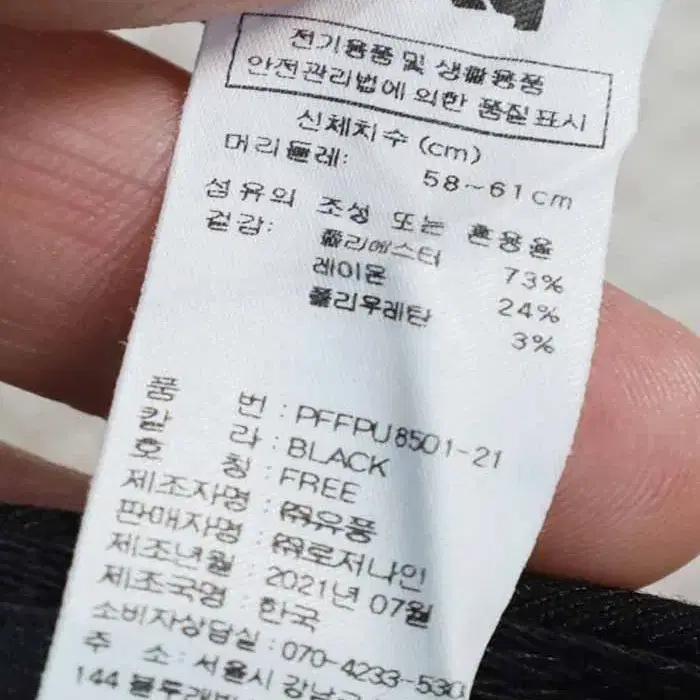 전기용품 및 생활용품
안전관리법에 의한 품질표시
신체치수 (cm)
머리둘레: 58~61cm
섬유의 조성 또는 혼용율
겉감: 폴리에스터 73%
레이온 24%
폴리우레탄 3%
품 번 : PFFPU8501-21
칼 라 : BLACK
호 칭 : FREE
제조자명 : ㈜유풍
판매자명 : ㈜로저나인
제조년월 : 2021년 07월
제조국명 : 한국
소비자상담실 : 070-4233-530
주 소 : 서울시 강남구
144